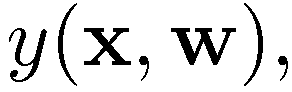 y(x, w),